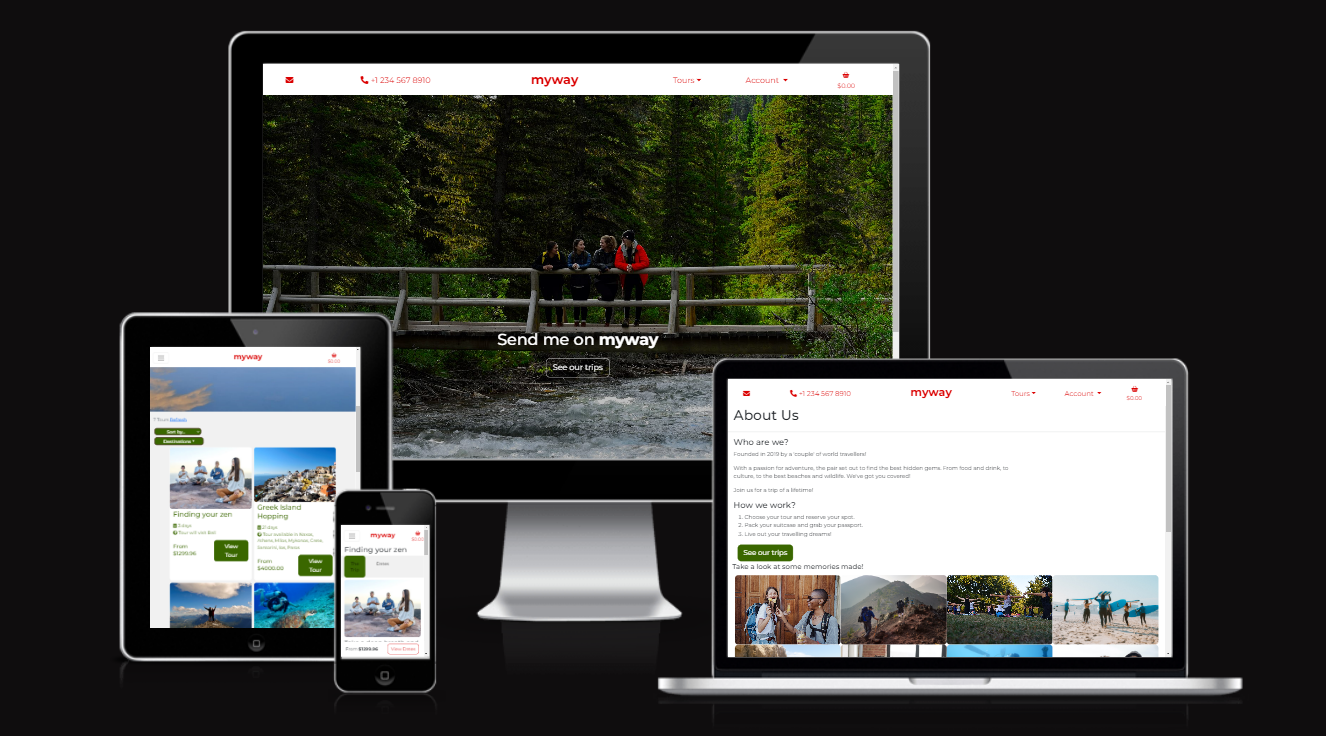 +1 234 567 8910
myway
Tours
Account
$0.00
Send me on myway
See our trips
myway
$0.00
7 Tours Refresh
Sort by...
Destinations
Finding your zen
5 days
Tour will visit Bali
From
$1299.96
View
Tour
Greek Island
Hopping
21 days
Tour available in Naxos,
Athens, Milos, Mykonos, Crete,
Santorini, Ios, Paros
From
$4000.00
View
Tour
myway
$0.00
Finding your zen
Dates
From $1299.96
View Dates
+1 234 567 8910
myway
Tours
Account
$0.00
About Us
Who are we?
Founded in 2019 by a 'couple' of world travellers!
With a passion for adventure, the pair set out to find the best hidden gems. From food and drink, to
culture, to the best beaches and wildlife. We've got you covered!
Join us for a trip of a lifetime!
How we work?
1. Choose your tour and reserve your spot.
2. Pack your suitcase and grab your passport.
3. Live out your travelling dreams!
See our trips
Take a look at some memories made!